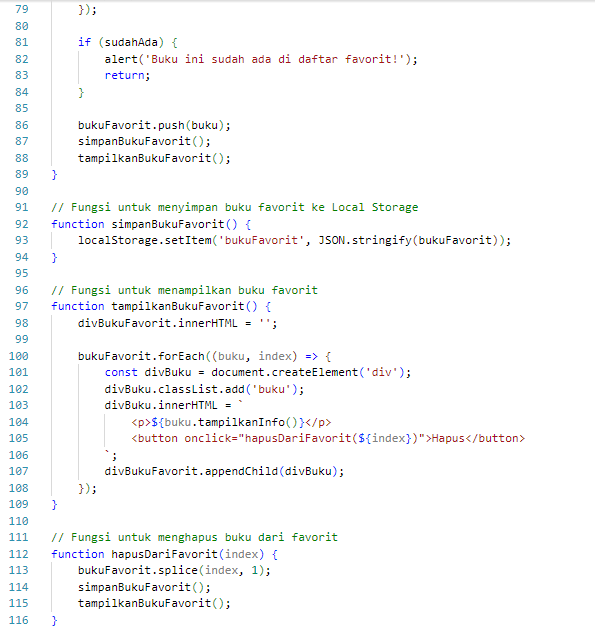 79        });
80
81        if (sudahAda) {
82            alert('Buku ini sudah ada di daftar favorit!');
83            return;
84        }
85
86        bukuFavorit.push(buku);
87        simpanBukuFavorit();
88        tampilkanBukuFavorit();
89    }
90
91    // Fungsi untuk menyimpan buku favorit ke Local Storage
92    function simpanBukuFavorit() {
93        localStorage.setItem('bukuFavorit', JSON.stringify(bukuFavorit));
94    }
95
96    // Fungsi untuk menampilkan buku favorit
97    function tampilkanBukuFavorit() {
98        divBukuFavorit.innerHTML = '';
99
100        bukuFavorit.forEach((buku, index) => {
101            const divBuku = document.createElement('div');
102            divBuku.classList.add('buku');
103            divBuku.innerHTML = `
104                <p>${buku.tampilkanInfo()}</p>
105                <button onclick="hapusDariFavorit(${index})">Hapus</button>
106            `;
107            divBukuFavorit.appendChild(divBuku);
108        });
109    }
110
111    // Fungsi untuk menghapus buku dari favorit
112    function hapusDariFavorit(index) {
113        bukuFavorit.splice(index, 1);
114        simpanBukuFavorit();
115        tampilkanBukuFavorit();
116    }